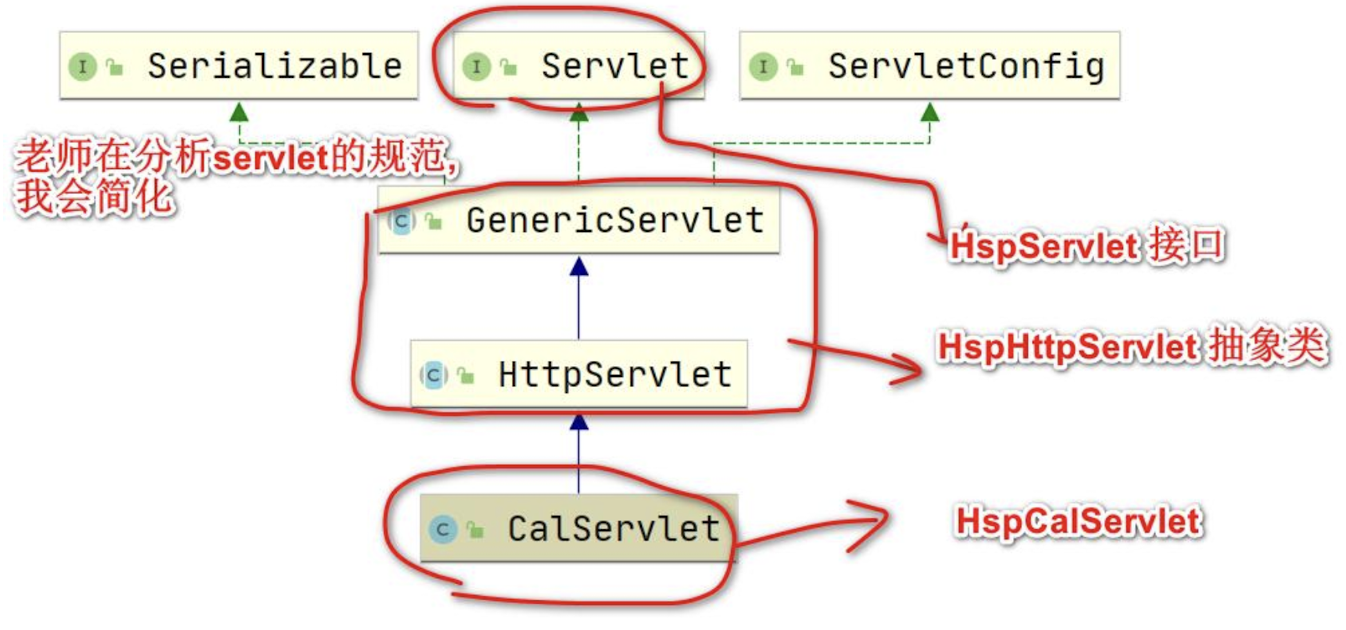 I Serializable
I Servlet
I ServletConfig
老师在分析servlet的规范,
我会简化
C GenericServlet
HspServlet 接口
C HttpServlet
HspHttpServlet 抽象类
C CalServlet
HspCalServlet